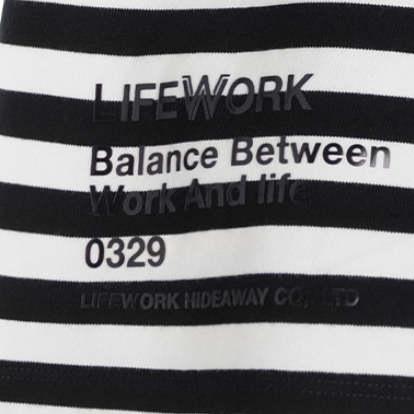 LIFEWORK
Balance Between
Work And life
0329
LIFEWORK HIDEAWAY CO,. LTD